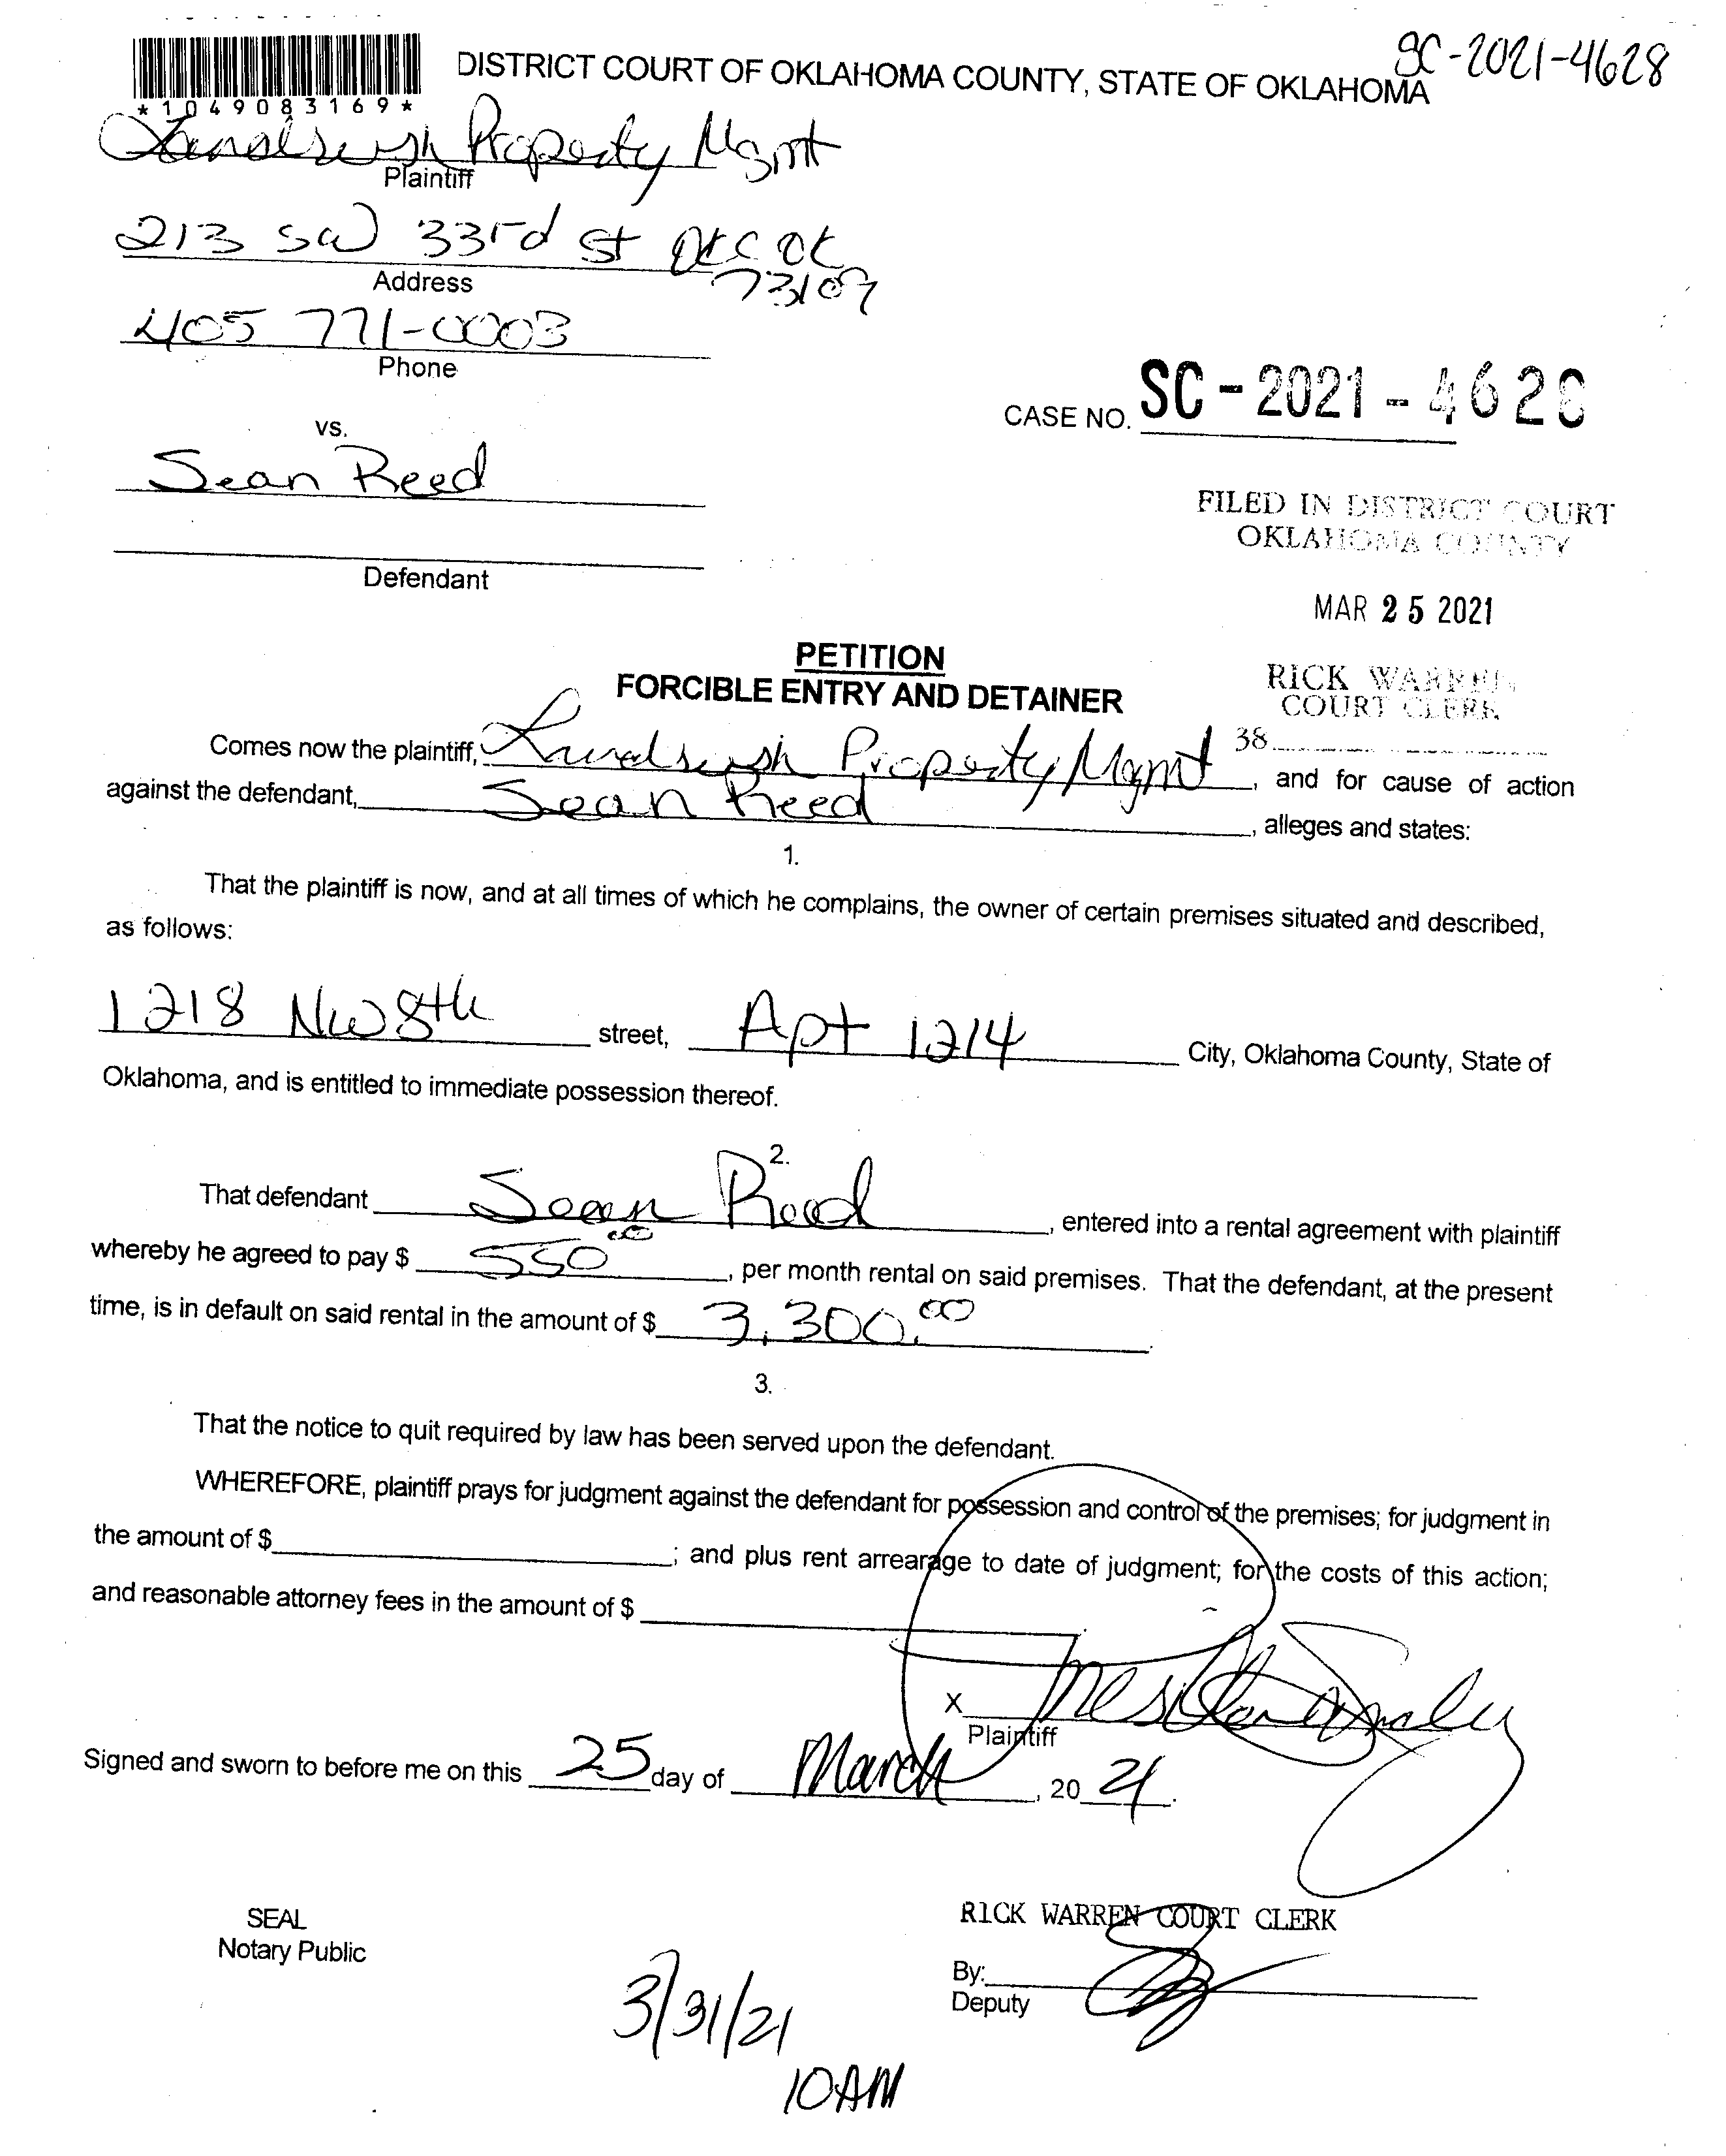 SC-2021-4628
*1049083169*
DISTRICT COURT OF OKLAHOMA COUNTY, STATE OF OKLAHOMA
Property Mgmt
Plaintiff
213 SW 33rd St OKC OK
73109
Address
405 771-0003
Phone
vs.
CASE NO. SC-2021-4628
Sean Reed
Defendant
FILED IN DISTRICT COURT
OKLAHOMA COUNTY
MAR 25 2021
RICK WARREN
COURT CLERK
38
PETITION
FORCIBLE ENTRY AND DETAINER
Comes now the plaintiff, Property Mgmt, and for cause of action
against the defendant, Sean Reed, alleges and states:
1.
That the plaintiff is now, and at all times of which he complains, the owner of certain premises situated and described,
as follows:
1218 NW 8th street, Apt 1214 City, Oklahoma County, State of
Oklahoma, and is entitled to immediate possession thereof.
2.
That defendant Sean Reed, entered into a rental agreement with plaintiff
whereby he agreed to pay $ 550.00, per month rental on said premises. That the defendant, at the present
time, is in default on said rental in the amount of $ 3,300.00.
3.
That the notice to quit required by law has been served upon the defendant.
WHEREFORE, plaintiff prays for judgment against the defendant for possession and control of the premises; for judgment in
the amount of $; and plus rent arrearage to date of judgment; for the costs of this action;
and reasonable attorney fees in the amount of $
X
Plaintiff
Signed and sworn to before me on this 25 day of March, 20 21.
SEAL
Notary Public
RICK WARREN COURT CLERK
By:
Deputy
3/31/21
10AM